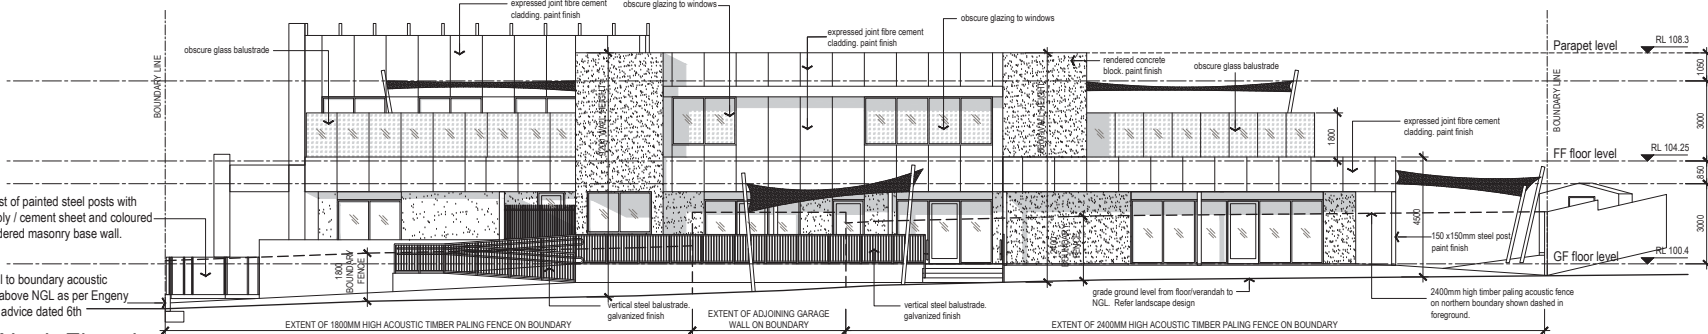 expressed joint fibre cement
cladding. paint finish
obscure glazing to windows
obscure glazing to windows
expressed joint fibre cement
cladding. paint finish
obscure glass balustrade
rendered concrete
block. paint finish
obscure glass balustrade
Parapet level
RL 108.3
BOUNDARY LINE
BOUNDARY LINE
1050
3000
1800
expressed joint fibre cement
cladding. paint finish
FF floor level
RL 104.25
850
st of painted steel posts with
ply / cement sheet and coloured
dered masonry base wall.
4500
3000
150 x150mm steel post
paint finish
GF floor level
RL 100.4
1800
BOUNDARY
FENCE
l to boundary acoustic
above NGL as per Engeny
advice dated 6th
vertical steel balustrade.
galvanized finish
vertical steel balustrade.
galvanized finish
grade ground level from floor/verandah to
NGL. Refer landscape design
2400mm high timber paling acoustic fence
on northern boundary shown dashed in
foreground.
EXTENT OF 1800MM HIGH ACOUSTIC TIMBER PALING FENCE ON BOUNDARY
EXTENT OF ADJOINING GARAGE
WALL ON BOUNDARY
EXTENT OF 2400MM HIGH ACOUSTIC TIMBER PALING FENCE ON BOUNDARY